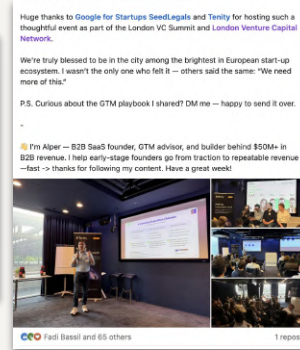 Huge thanks to Google for Startups SeedLegals and Tenity for hosting such a
thoughtful event as part of the London VC Summit and London Venture Capital
Network.
We're truly blessed to be in the city among the brightest in European start-up
ecosystem. I wasn't the only one who felt it — others said the same: "We need
more of this."
P.S. Curious about the GTM playbook I shared? DM me — happy to send it over.
-
👋 I'm Alper — B2B SaaS founder, GTM advisor, and builder behind $50M+ in
B2B revenue. I help early-stage founders go from traction to repeatable revenue
—fast -> thanks for following my content. Have a great week!
Fadi Bassil and 65 others
1 repos